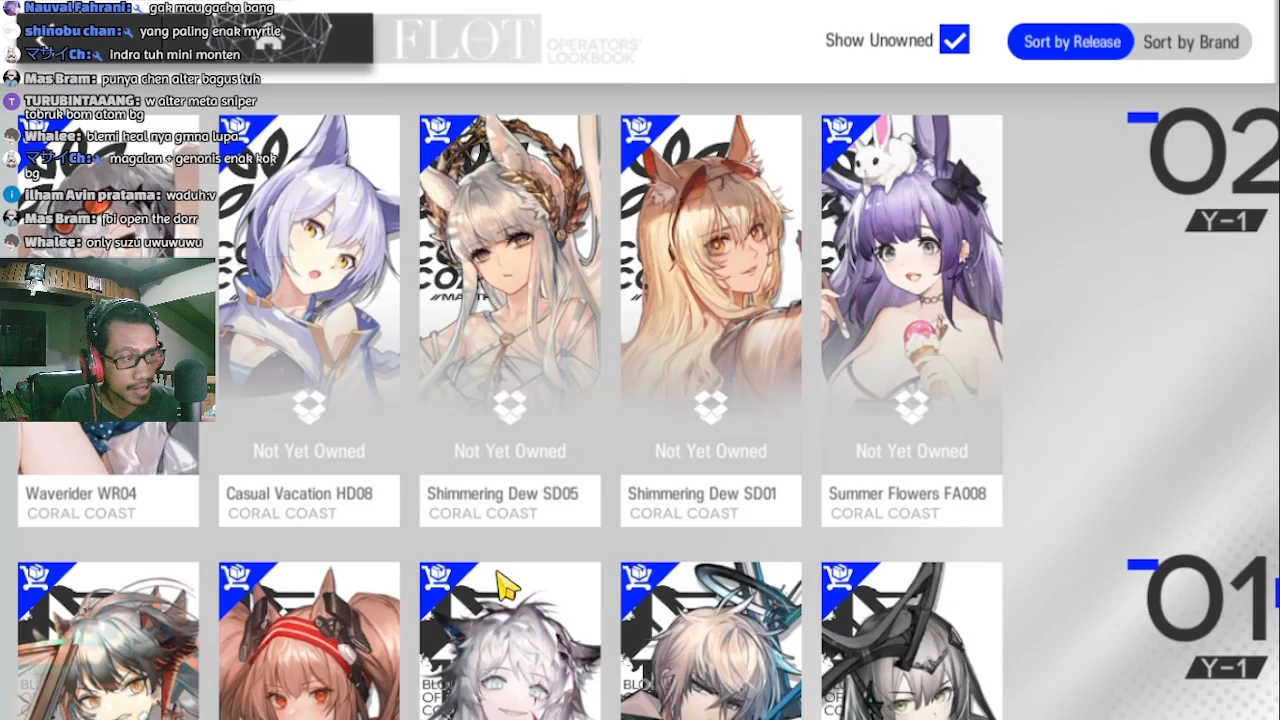 Nauval Fahrani: gak mau gacha bang
shinobu chan: yang paling enak myrtle
マサイCh: indra tuh mini monten
Mas Bram: punya chen alter bagus tuh
TURUBINTAAANG: w alter meta sniper
tobruk bom atom bg
Whalee: blemi heal nya gmna lupa
マサイCh: magalan + genonis enak kok
bg
ilham Avin pratama: waduh:v
Mas Bram: fbi open the dorr
Whalee: only suzu uwuwuwu
FLOT
OPERATORS'
LOOKBOOK
Show Unowned
Sort by Release
Sort by Brand
02
Y-1
Not Yet Owned
Not Yet Owned
Not Yet Owned
Not Yet Owned
Waverider WR04
CORAL COAST
Casual Vacation HD08
CORAL COAST
Shimmering Dew SD05
CORAL COAST
Shimmering Dew SD01
CORAL COAST
Summer Flowers FA008
CORAL COAST
01
Y-1